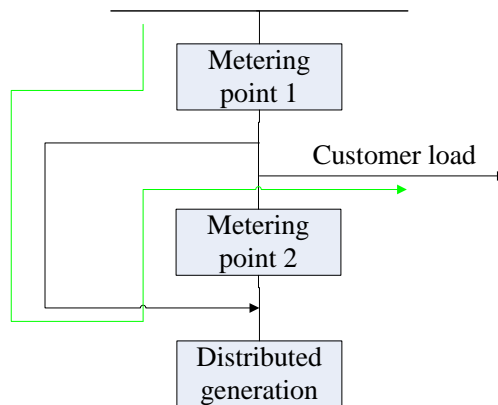 Metering
point 1
Customer load
Metering
point 2
Distributed
generation